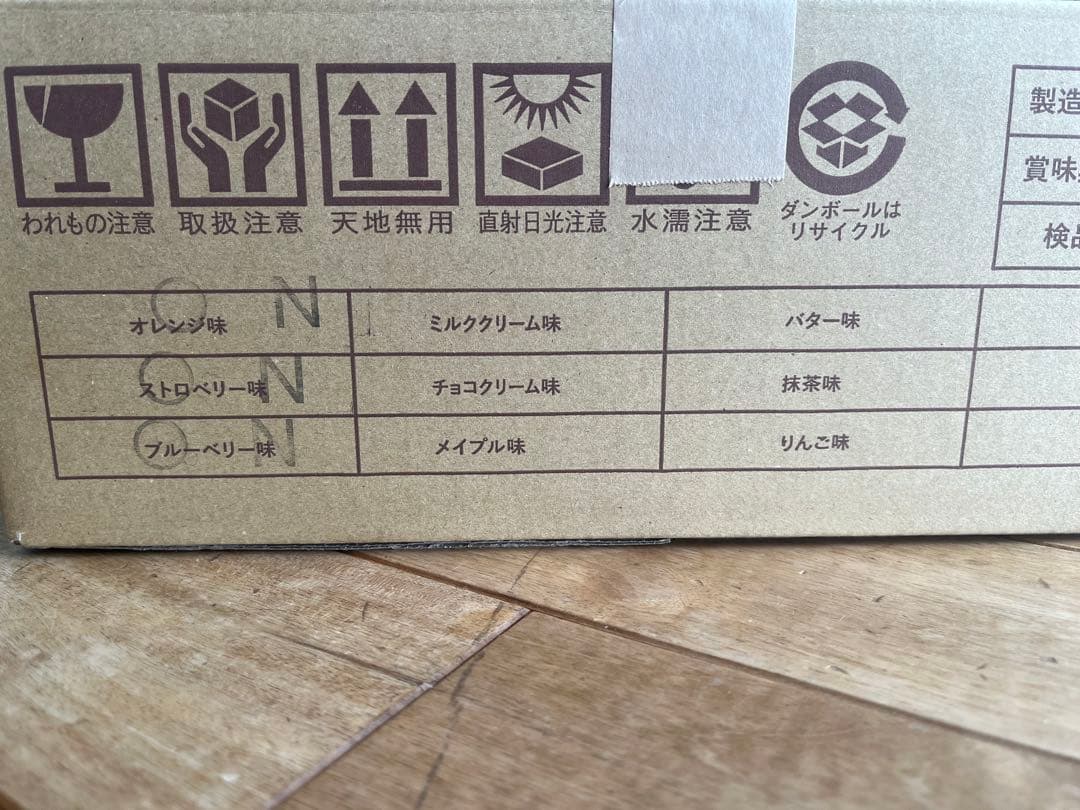 われもの注意 取扱注意 天地無用 直射日光注意 水濡注意 ダンボールは
リサイクル
製造
賞味
検品
オレンジ味 ミルククリーム味 バター味
ストロベリー味 チョコクリーム味 抹茶味
ブルーベリー味 メイプル味 りんご味
O N
O N
O N